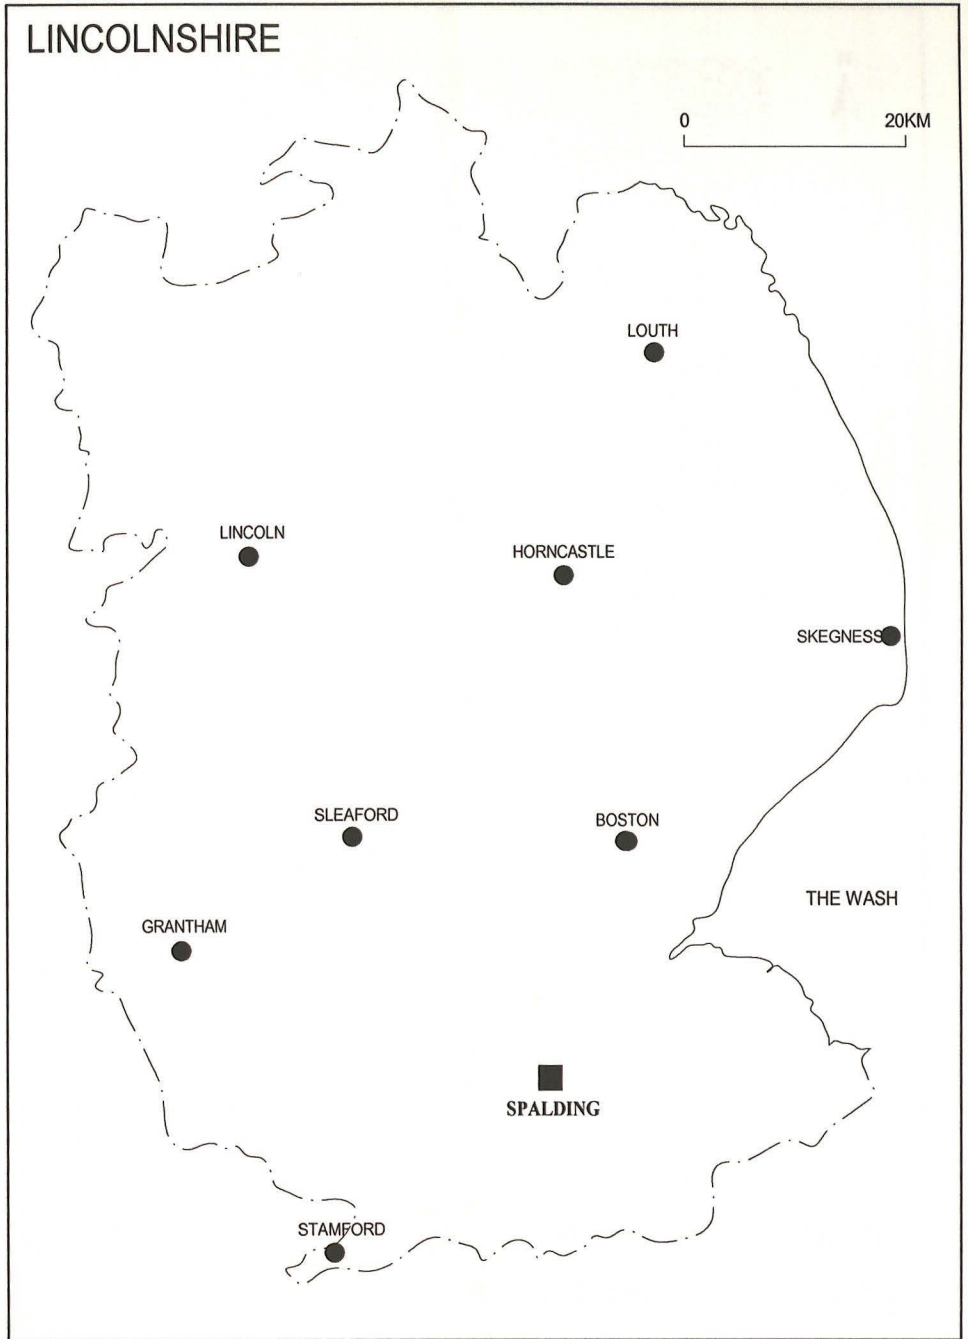 LINCOLNSHIRE
0 20KM
LOUTH
LINCOLN
HORNCASTLE
SKEGNESS
SLEAFORD
BOSTON
THE WASH
GRANTHAM
SPALDING
STAMFORD